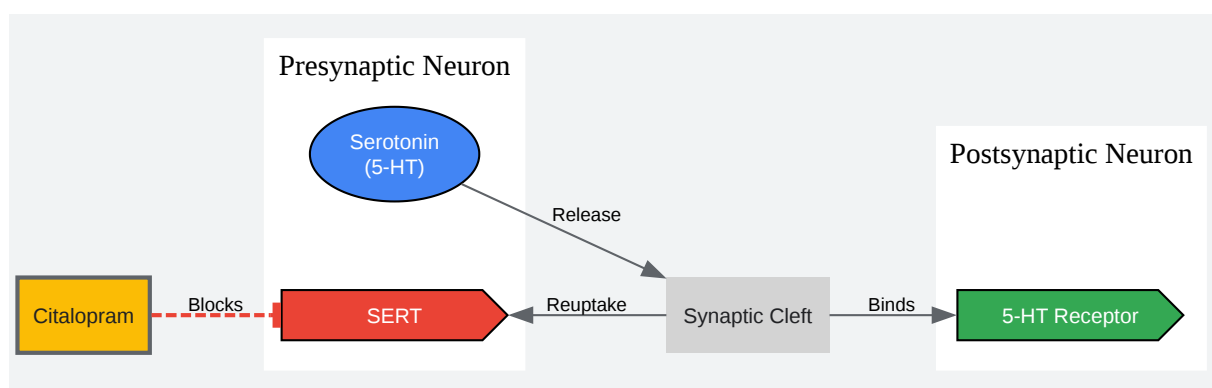 Presynaptic Neuron
Serotonin
(5-HT)
Postsynaptic Neuron
Release
Citalopram
Blocks
SERT
Reuptake
Synaptic Cleft
Binds
5-HT Receptor